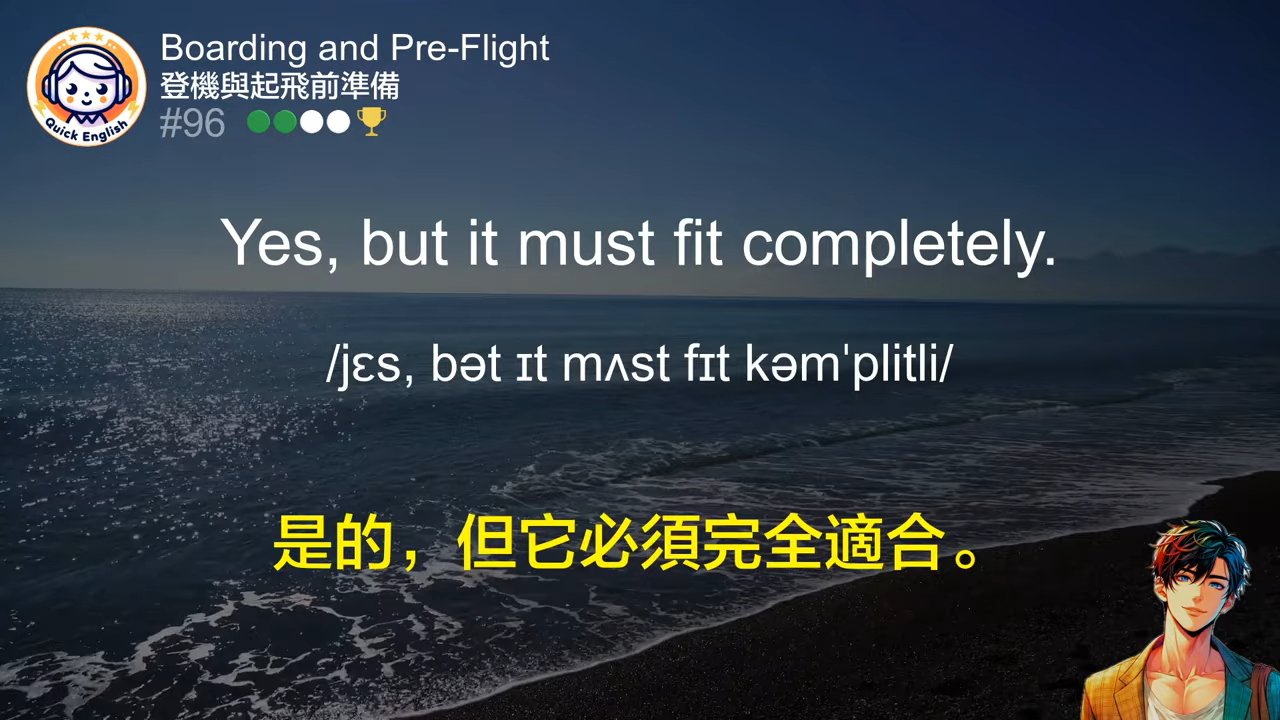 Boarding and Pre-Flight
登機與起飛前準備
#96
Quick English
Yes, but it must fit completely.
/jɛs, bət ɪt mʌst fɪt kəmˈplitli/
是的，但它必須完全適合。